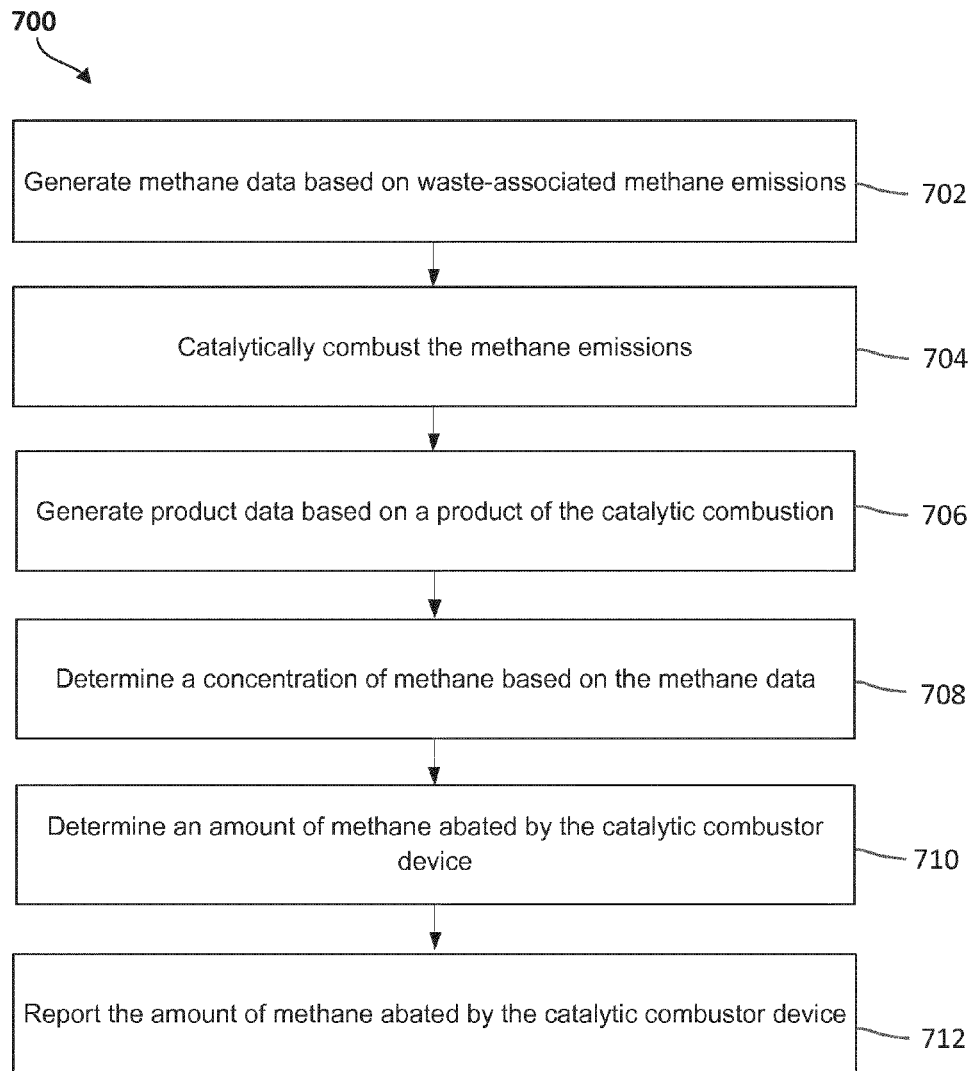 700
Generate methane data based on waste-associated methane emissions
702
Catalytically combust the methane emissions
704
Generate product data based on a product of the catalytic combustion
706
Determine a concentration of methane based on the methane data
708
Determine an amount of methane abated by the catalytic combustor
device
710
Report the amount of methane abated by the catalytic combustor device
712